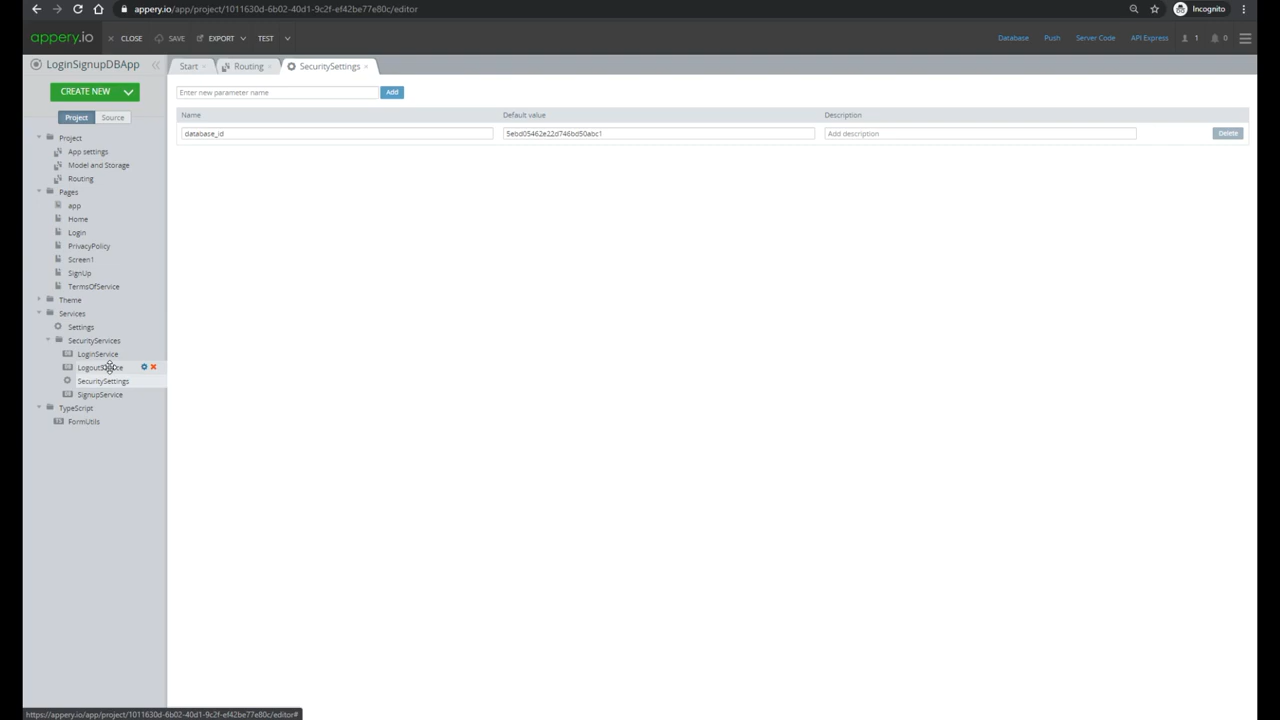 appery.io/app/project/1011630d-6b02-40d1-9c2f-ef42be77e80c/editor
Incognito
appery.io
CLOSE
SAVE
EXPORT
TEST
Database
Push
Server Code
API Express
1
0
LoginSignupDBApp
Start
Routing
SecuritySettings
CREATE NEW
Enter new parameter name
Add
Project
Source
Name
Default value
Description
database_id
5ebd05462e22d746bd50abc1
Add description
Delete
Project
App settings
Model and Storage
Routing
Pages
app
Home
Login
PrivacyPolicy
Screen1
SignUp
TermsOfService
Theme
Services
Settings
SecurityServices
LoginService
SecuritySettings
SignupService
TypeScript
FormUtils
https://appery.io/app/project/1011630d-6b02-40d1-9c2f-ef42be77e80c/editor#